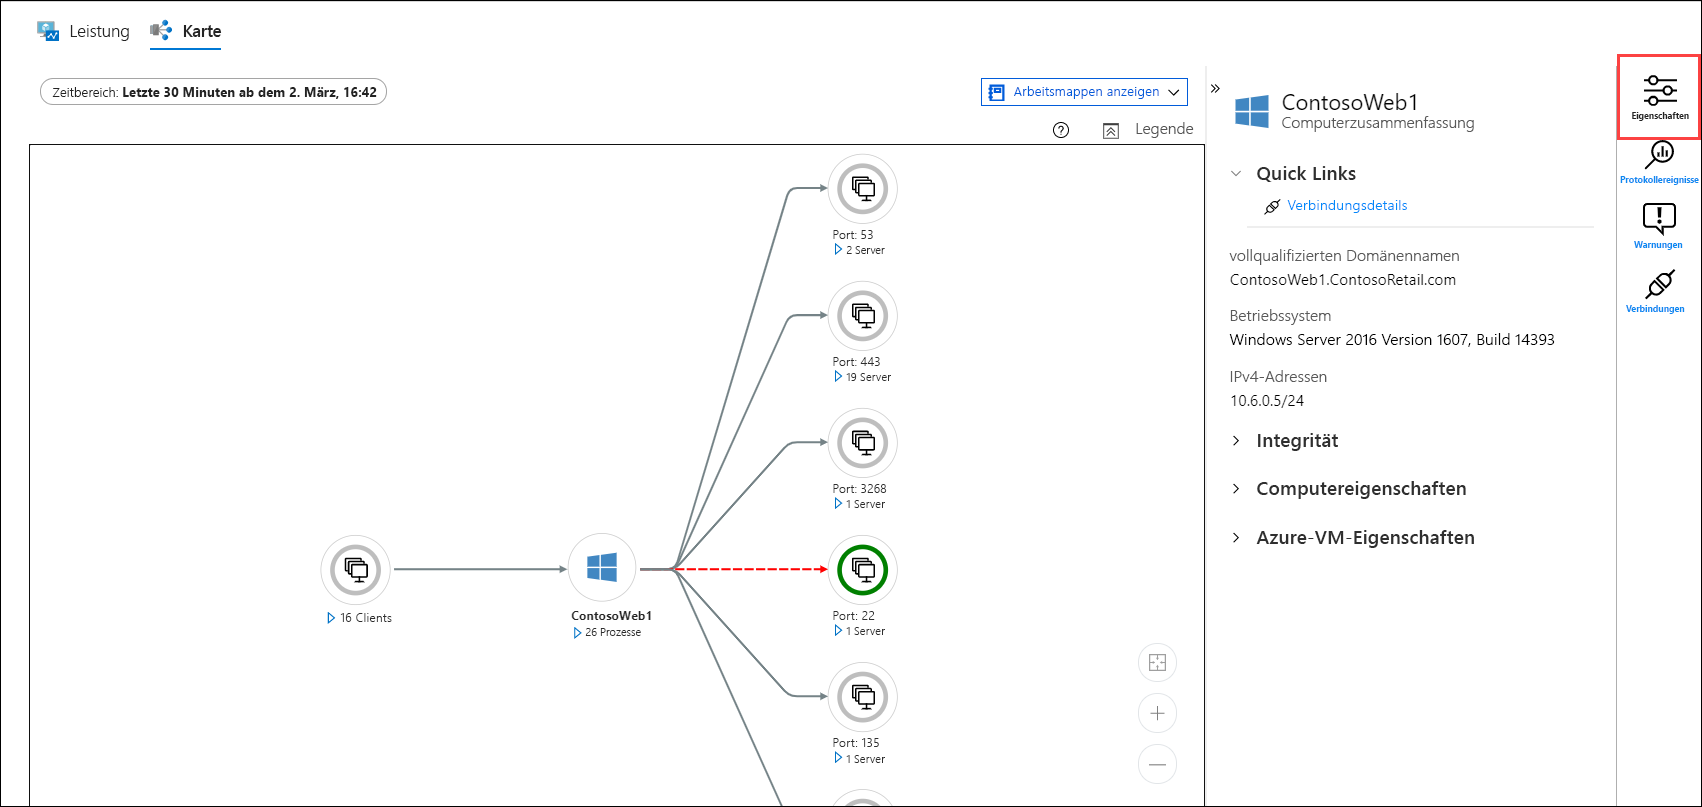 Leistung
Karte
Zeitbereich: Letzte 30 Minuten ab dem 2. März, 16:42
Arbeitsmappen anzeigen
Legende
Port: 53
2 Server
Port: 443
19 Server
Port: 3268
1 Server
Port: 22
1 Server
Port: 135
1 Server
16 Clients
ContosoWeb1
26 Prozesse
ContosoWeb1
Computerzusammenfassung
Quick Links
Verbindungsdetails
vollqualifizierten Domänennamen
ContosoWeb1.ContosoRetail.com
Betriebssystem
Windows Server 2016 Version 1607, Build 14393
IPv4-Adressen
10.6.0.5/24
Integrität
Computereigenschaften
Azure-VM-Eigenschaften
Eigenschaften
Protokollereignisse
Warnungen
Verbindungen